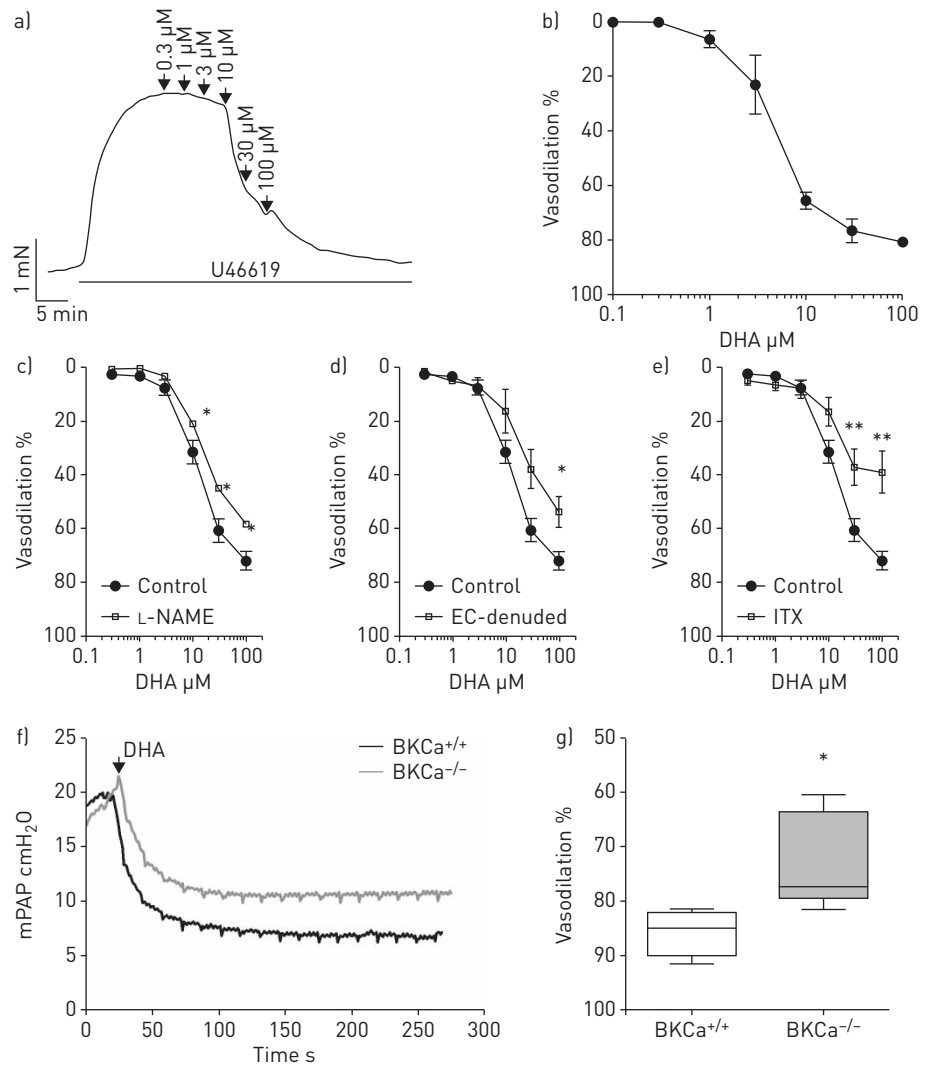 a)
0.3 µM
1 µM
3 µM
10 µM
30 µM
100 µM
1 mN
5 min
U46619
b)
Vasodilation %
0
20
40
60
80
100
0.1
1
10
100
DHA µM
c)
Vasodilation %
0
20
40
60
80
100
*
*
*
Control
L-NAME
0.1
1
10
100
DHA µM
d)
Vasodilation %
0
20
40
60
80
100
*
Control
EC-denuded
0.1
1
10
100
DHA µM
e)
Vasodilation %
0
20
40
60
80
100
**
**
Control
ITX
0.1
1
10
100
DHA µM
f)
mPAP cmH₂O
25
20
15
10
5
0
DHA
BKCa⁺/⁺
BKCa⁻/⁻
0
50
100
150
200
250
300
Time s
g)
Vasodilation %
50
60
70
80
90
100
*
BKCa⁺/⁺
BKCa⁻/⁻